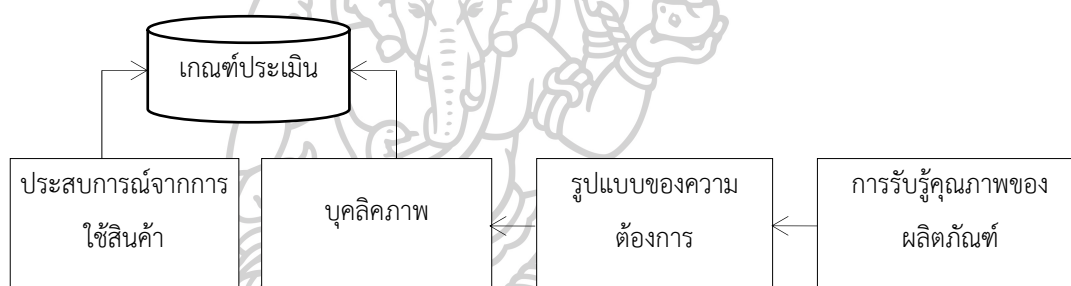 เกณฑ์ประเมิน
ประสบการณ์จากการ
ใช้สินค้า
บุคลิคภาพ
รูปแบบของความ
ต้องการ
การรับรู้คุณภาพของ
ผลิตภัณฑ์